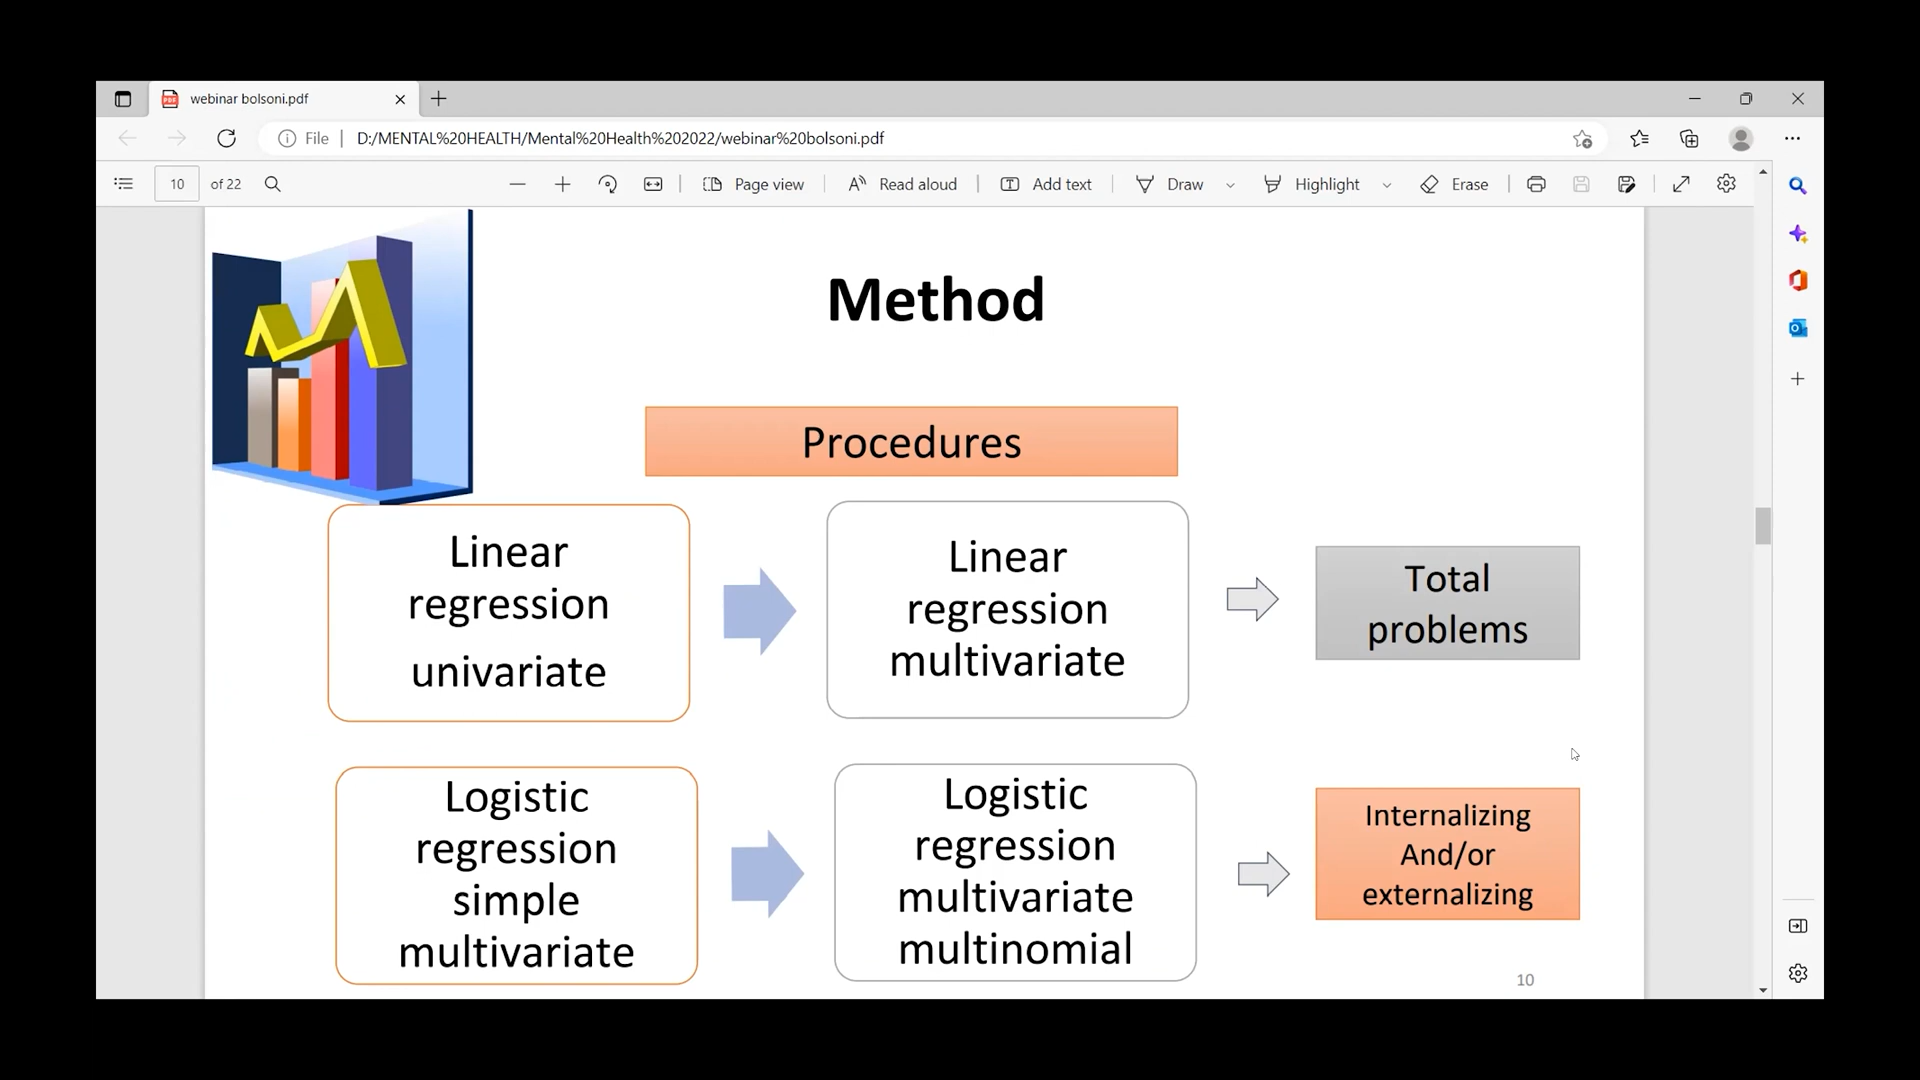 webinar bolsoni.pdf
File
D:/MENTAL%20HEALTH/Mental%20Health%202022/webinar%20bolsoni.pdf
10 of 22
Page view
Read aloud
Add text
Draw
Highlight
Erase
Method
Procedures
Linear
regression
univariate
Linear
regression
multivariate
Total
problems
Logistic
regression
simple
multivariate
Logistic
regression
multivariate
multinomial
Internalizing
And/or
externalizing
10